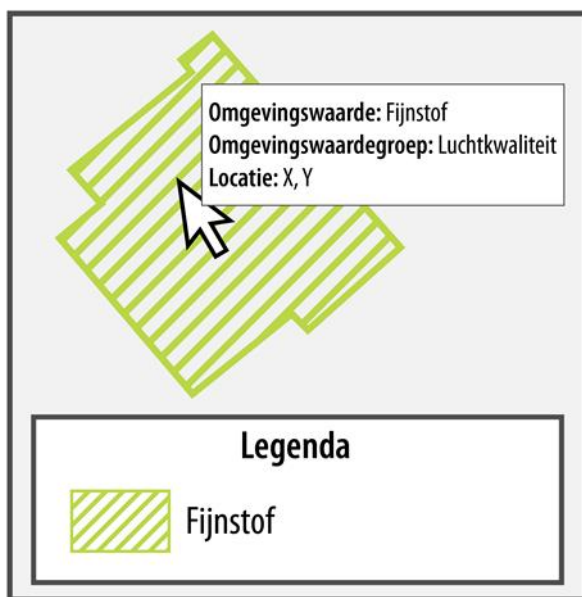 Omgevingswaarde: Fijnstof
Omgevingswaardegroep: Luchtkwaliteit
Locatie: X, Y
Legenda
Fijnstof